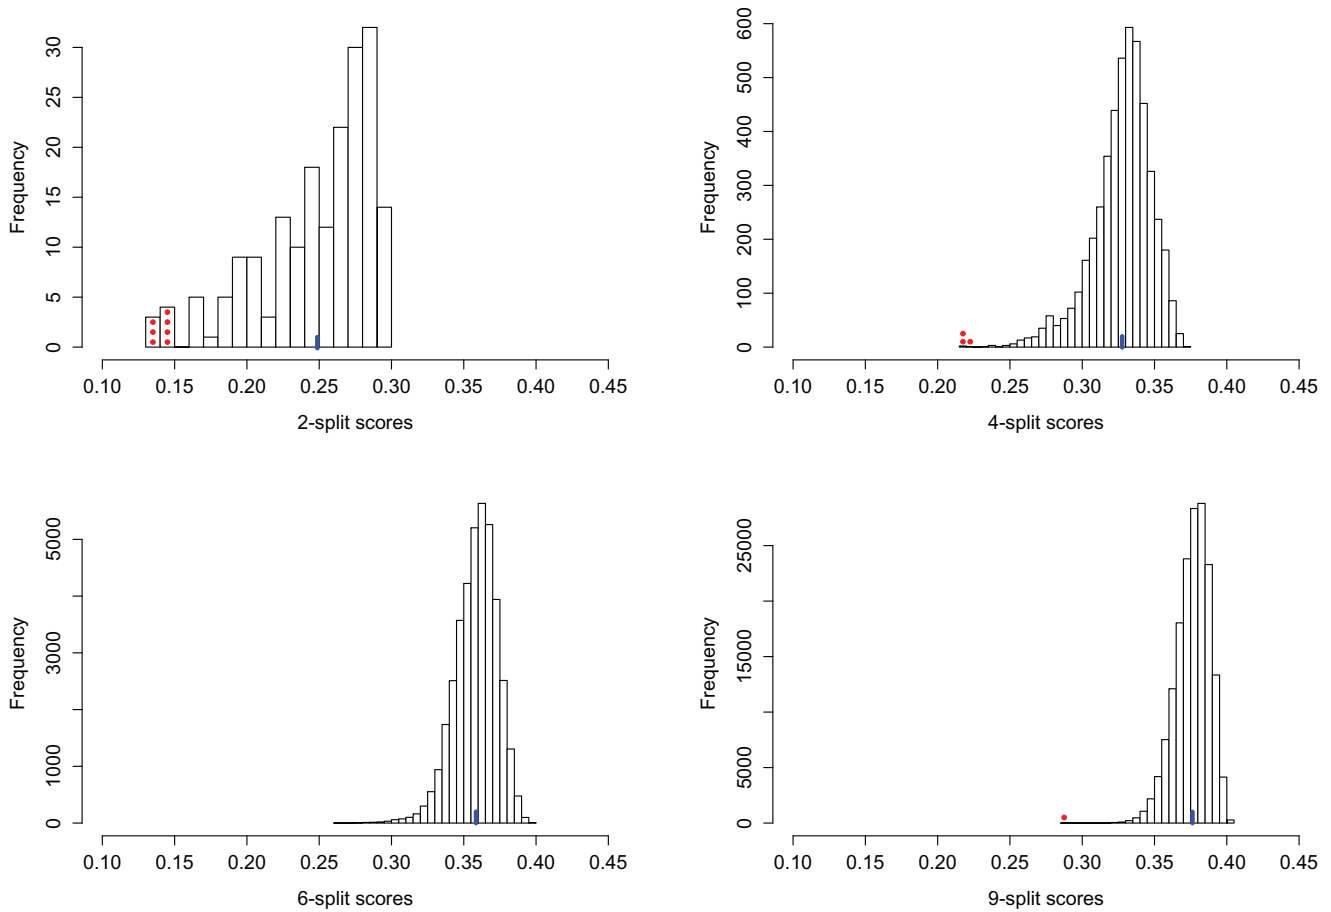 Frequency
0 5 10 15 20 25 30
0.10 0.15 0.20 0.25 0.30 0.35 0.40 0.45
2-split scores
Frequency
0 100 200 300 400 500 600
0.10 0.15 0.20 0.25 0.30 0.35 0.40 0.45
4-split scores
Frequency
0 1000 3000 5000
0.10 0.15 0.20 0.25 0.30 0.35 0.40 0.45
6-split scores
Frequency
0 5000 15000 25000
0.10 0.15 0.20 0.25 0.30 0.35 0.40 0.45
9-split scores